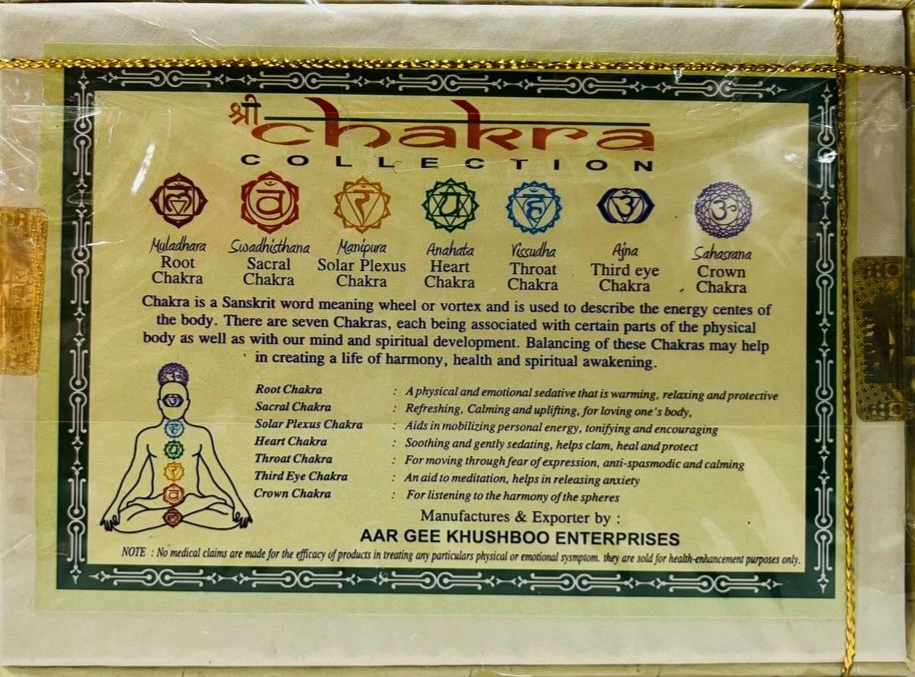 श्री chakra
COLLECTION
लं वं रं यं हं ॐ ॐ
Muladhara Swadhisthana Manipura Anahata Vissudha Ajna Sahasrana
Root Sacral Solar Plexus Heart Throat Third eye Crown
Chakra Chakra Chakra Chakra Chakra Chakra Chakra
Chakra is a Sanskrit word meaning wheel or vortex and is used to describe the energy centes of
the body. There are seven Chakras, each being associated with certain parts of the physical
body as well as with our mind and spiritual development. Balancing of these Chakras may help
in creating a life of harmony, health and spiritual awakening.
Root Chakra : A physical and emotional sedative that is warming, relaxing and protective
Sacral Chakra : Refreshing, Calming and uplifting, for loving one's body,
Solar Plexus Chakra : Aids in mobilizing personal energy, tonifying and encouraging
Heart Chakra : Soothing and gently sedating, helps clam, heal and protect
Throat Chakra : For moving through fear of expression, anti-spasmodic and calming
Third Eye Chakra : An aid to meditation, helps in releasing anxiety
Crown Chakra : For listening to the harmony of the spheres
Manufactures & Exporter by :
AAR GEE KHUSHBOO ENTERPRISES
NOTE : No medical claims are made for the efficacy of products in treating any particulars physical or emotional sysmptom. they are sold for health-enhancement purposes only.